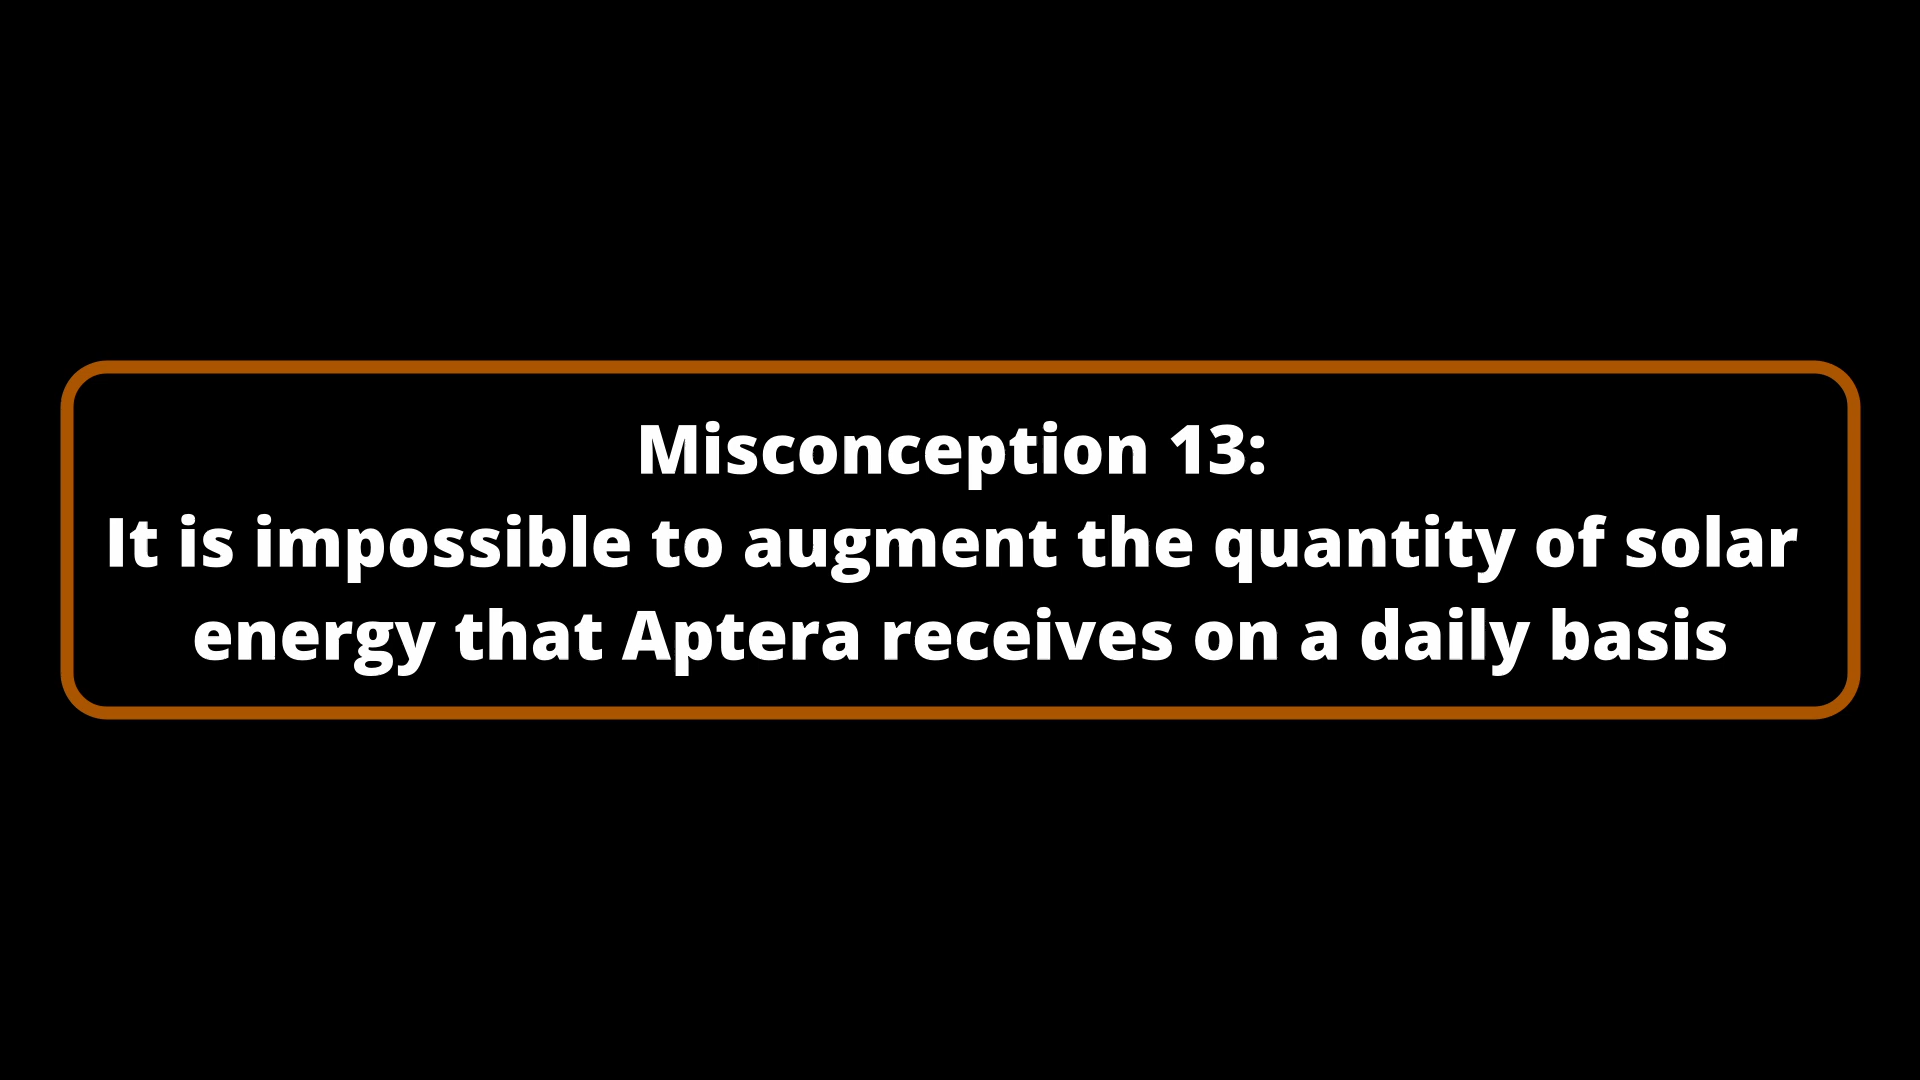 Misconception 13:
It is impossible to augment the quantity of solar
energy that Aptera receives on a daily basis